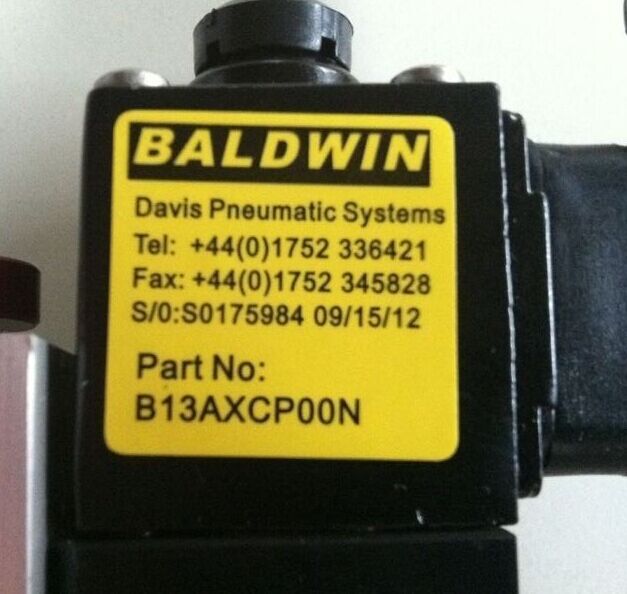 BALDWIN
Davis Pneumatic Systems
Tel: +44(0)1752 336421
Fax: +44(0)1752 345828
S/0:S0175984 09/15/12
Part No:
B13AXCP00N